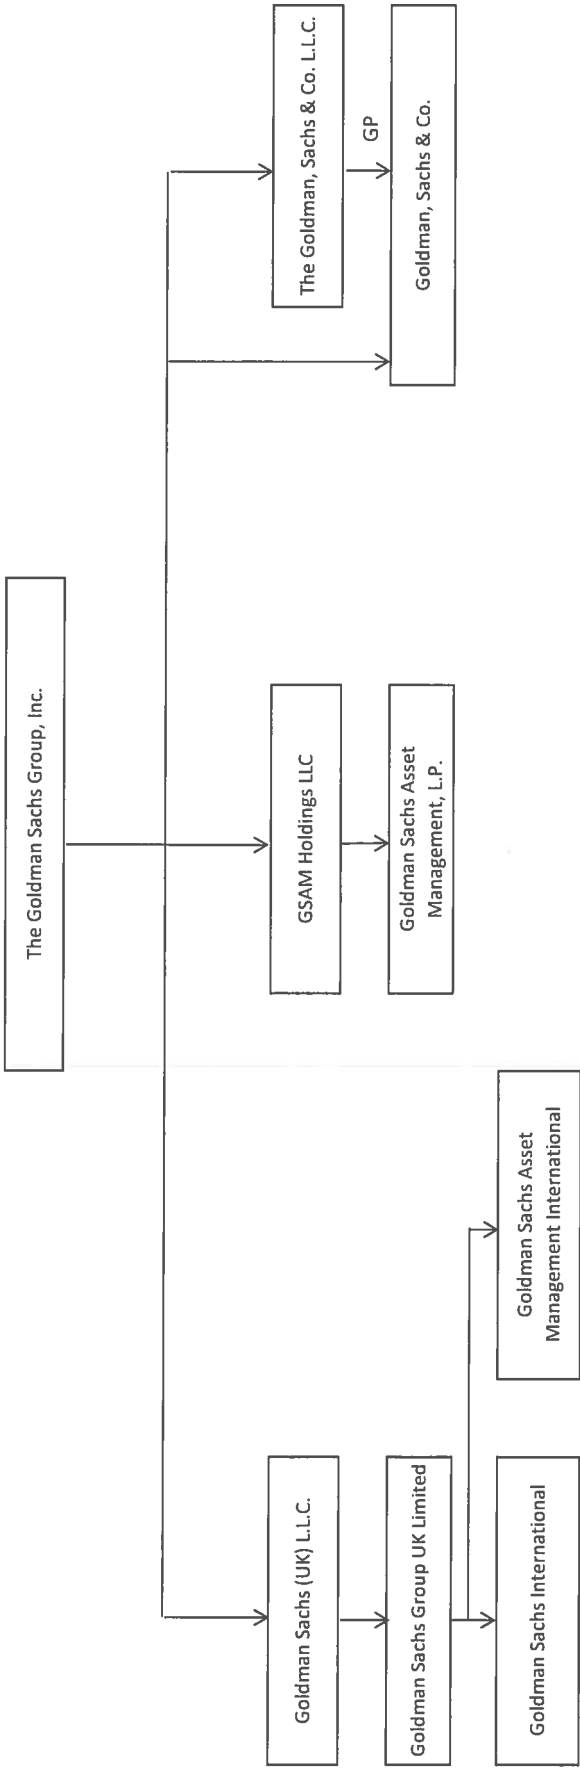 The Goldman Sachs Group, Inc.
Goldman Sachs (UK) L.L.C.
GSAM Holdings LLC
The Goldman, Sachs & Co. L.L.C.
GP
Goldman Sachs Group UK Limited
Goldman Sachs Asset
Management, L.P.
Goldman, Sachs & Co.
Goldman Sachs International
Goldman Sachs Asset
Management International